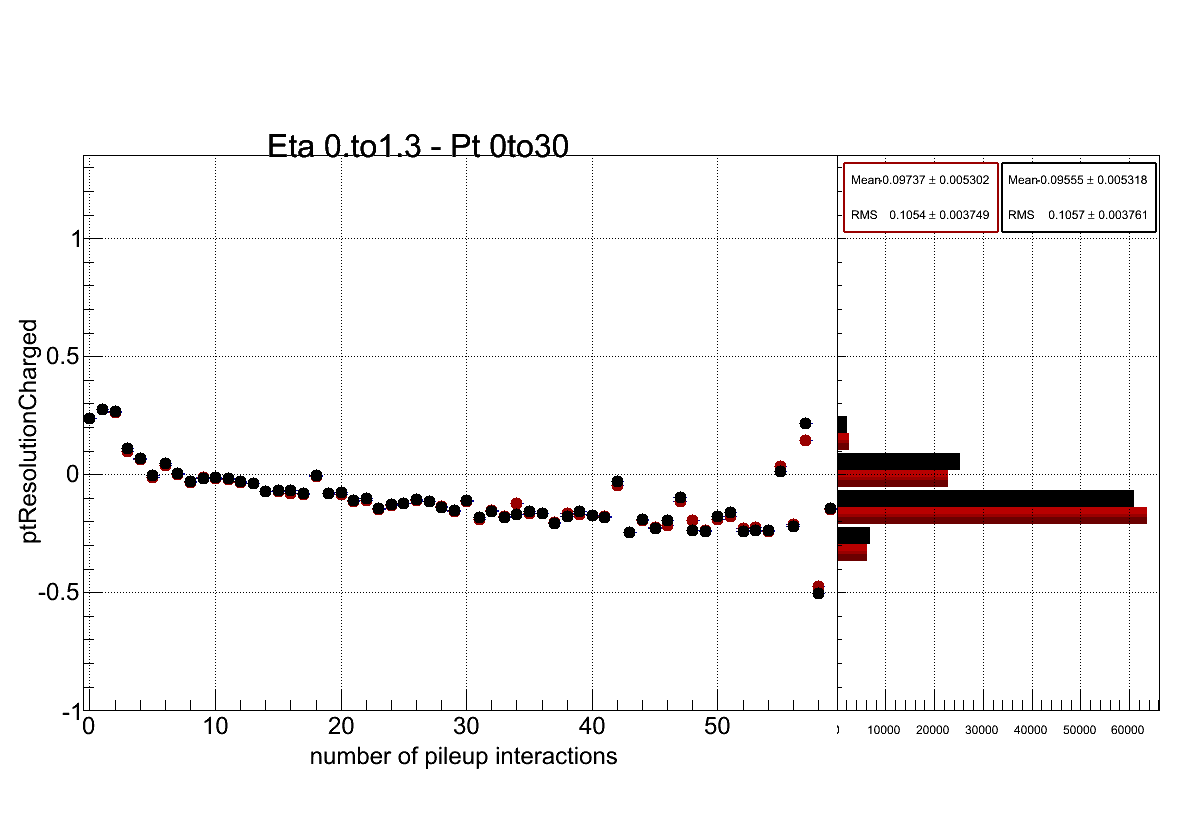 Eta 0.to1.3 - Pt 0to30
Mean-0.09737 ± 0.005302
RMS 0.1054 ± 0.003749
Mean-0.09555 ± 0.005318
RMS 0.1057 ± 0.003761
ptResolutionCharged
1
0.5
0
-0.5
-1
0 10 20 30 40 50
10000 20000 30000 40000 50000 60000
number of pileup interactions